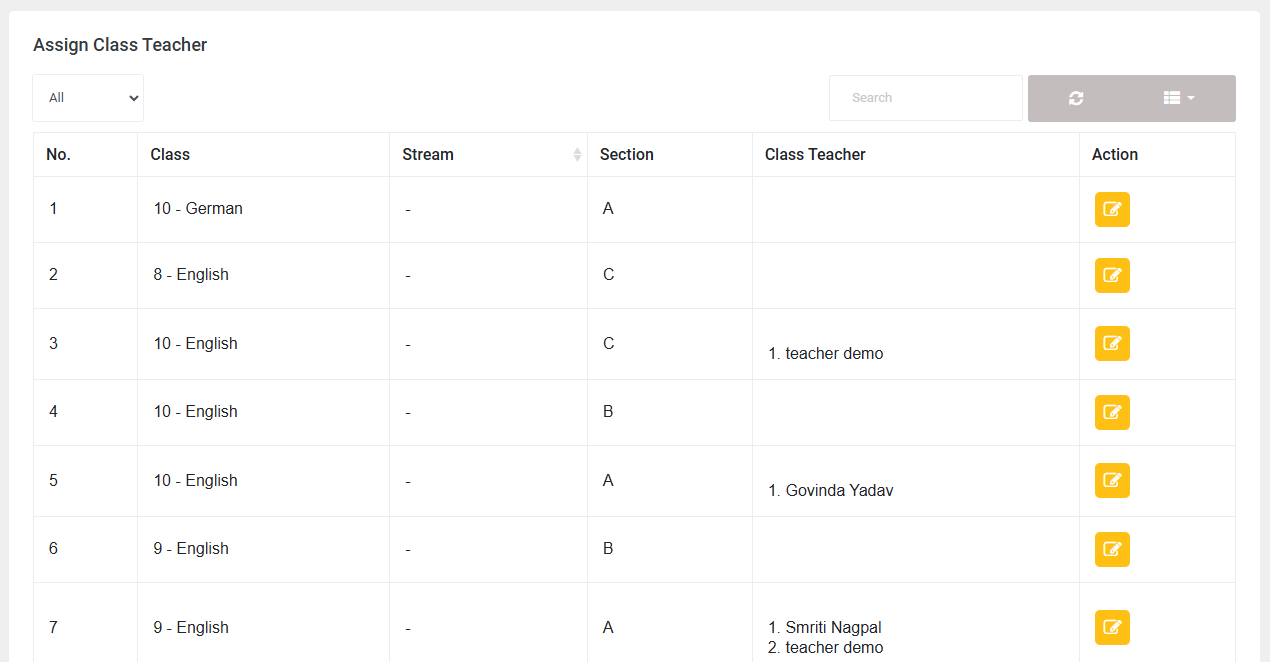 Assign Class Teacher
All
Search
No. Class Stream Section Class Teacher Action
1 10 - German - A
2 8 - English - C
3 10 - English - C 1. teacher demo
4 10 - English - B
5 10 - English - A 1. Govinda Yadav
6 9 - English - B
7 9 - English - A 1. Smriti Nagpal
2. teacher demo